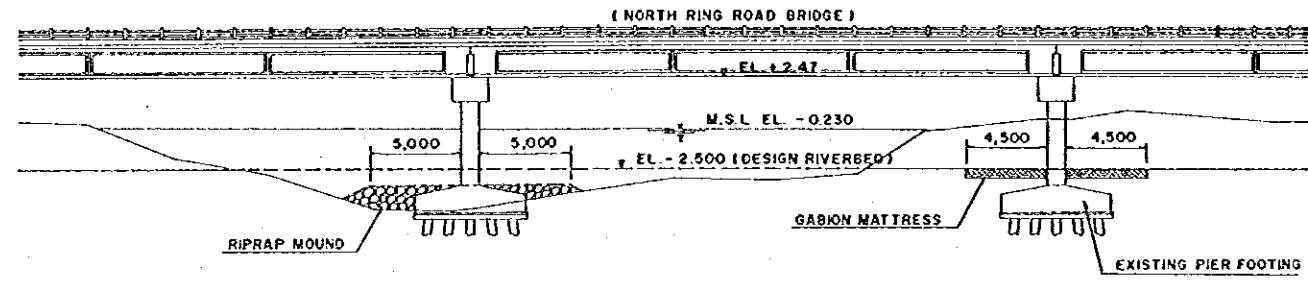 ( NORTH RING ROAD BRIDGE )
EL. + 2.47
M.S.L EL. - 0.230
5,000 5,000
4,500 4,500
EL. - 2.500 ( DESIGN RIVERBED )
GABION MATTRESS
RIPRAP MOUND
EXISTING PIER FOOTING